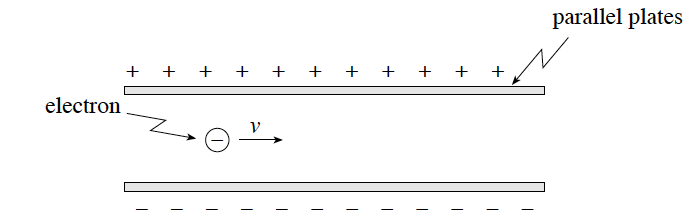 parallel plates
+ + + + + + + + + + +
electron
− v
− − − − − − − − − − − −